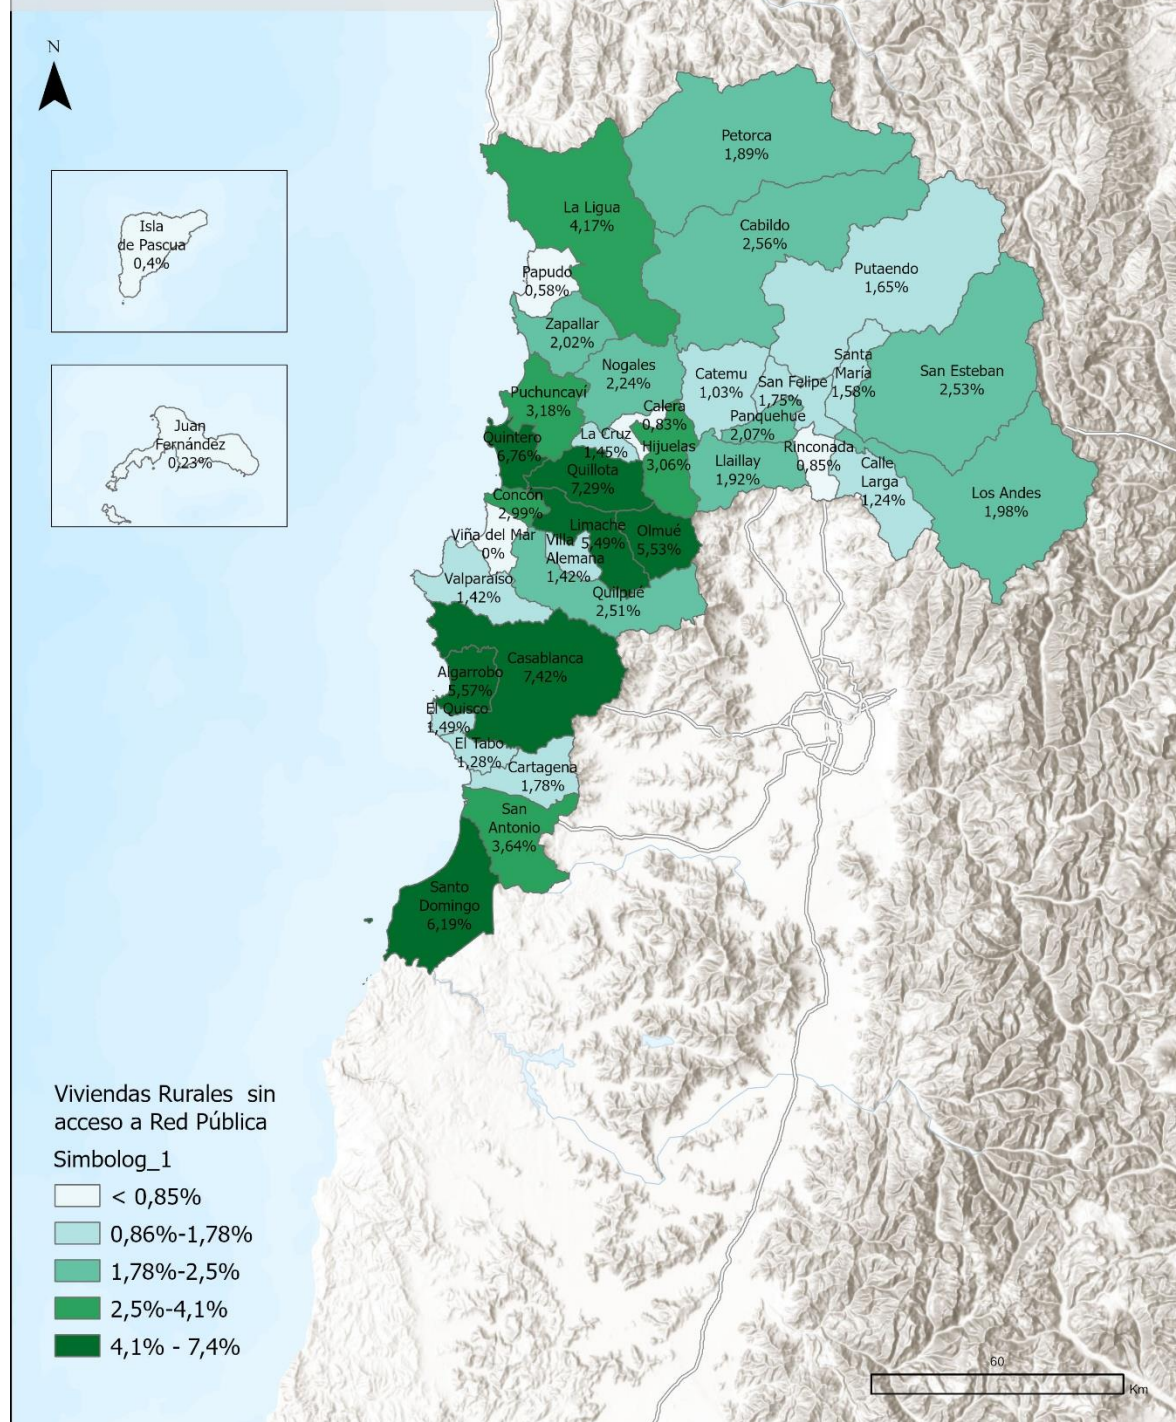 N
Petorca
1,89%
La Ligua
4,17%
Cabildo
2,56%
Isla
de Pascua
0,4%
Papudo
0,58%
Putaendo
1,65%
Zapallar
2,02%
Nogales
2,24%
Catemu
1,03%
San Felipe
1,75%
Santa
María
1,58%
San Esteban
2,53%
Puchuncaví
3,18%
Calera
0,83%
Panquehue
2,07%
Juan
Fernández
0,23%
Quintero
6,76%
La Cruz
1,45%
Hijuelas
3,06%
Rinconada
0,85%
Llaillay
1,92%
Calle
Larga
1,24%
Quillota
7,29%
Los Andes
1,98%
Concón
2,99%
Limache
5,49%
Olmué
5,53%
Viña del Mar
0%
Villa
Alemana
1,42%
Valparaíso
1,42%
Quilpué
2,51%
Casablanca
7,42%
Algarrobo
5,57%
El Quisco
1,49%
El Tabo
1,28%
Cartagena
1,78%
San
Antonio
3,64%
Santo
Domingo
6,19%
Viviendas Rurales sin
acceso a Red Pública
Simbolog_1
< 0,85%
0,86%-1,78%
1,78%-2,5%
2,5%-4,1%
4,1% - 7,4%
60
Km